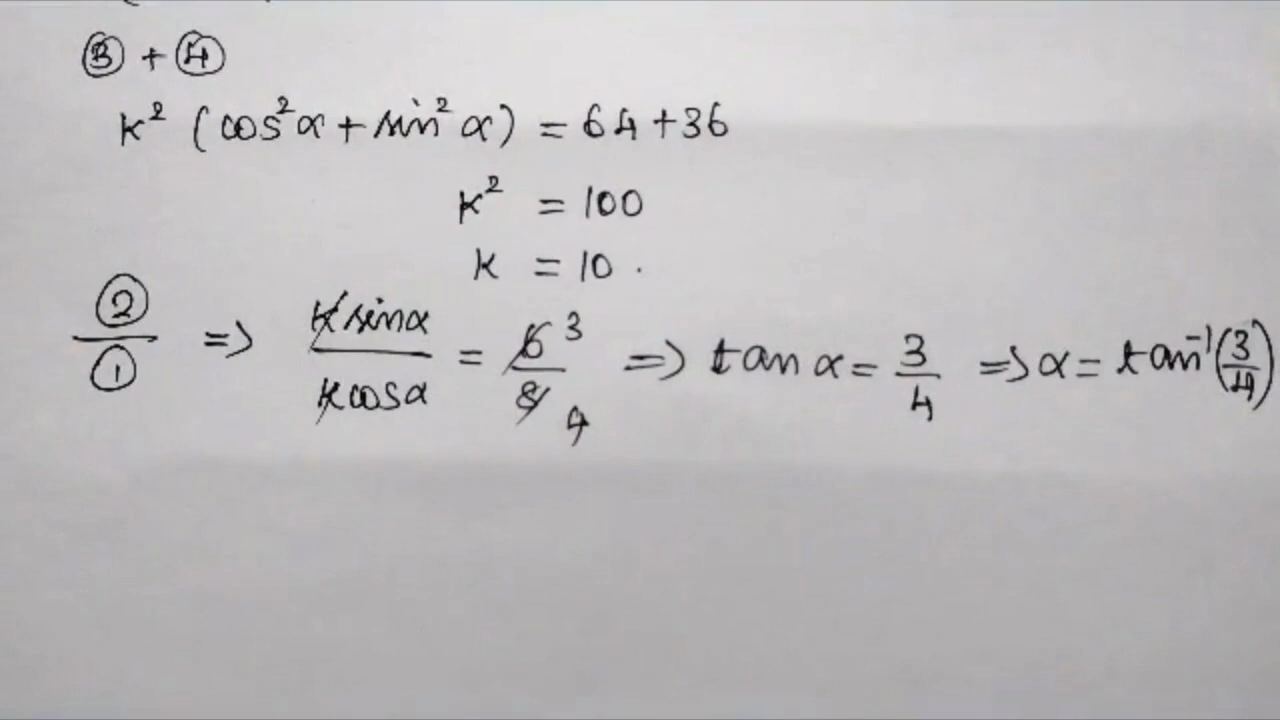 ③ + ④
k² (cos²α + sin²α) = 64 + 36
k² = 100
k = 10 .
②/① => k sinα / k cosα = 6 3 / 8 4 => tan α = 3/4 => α = tan⁻¹(3/4)